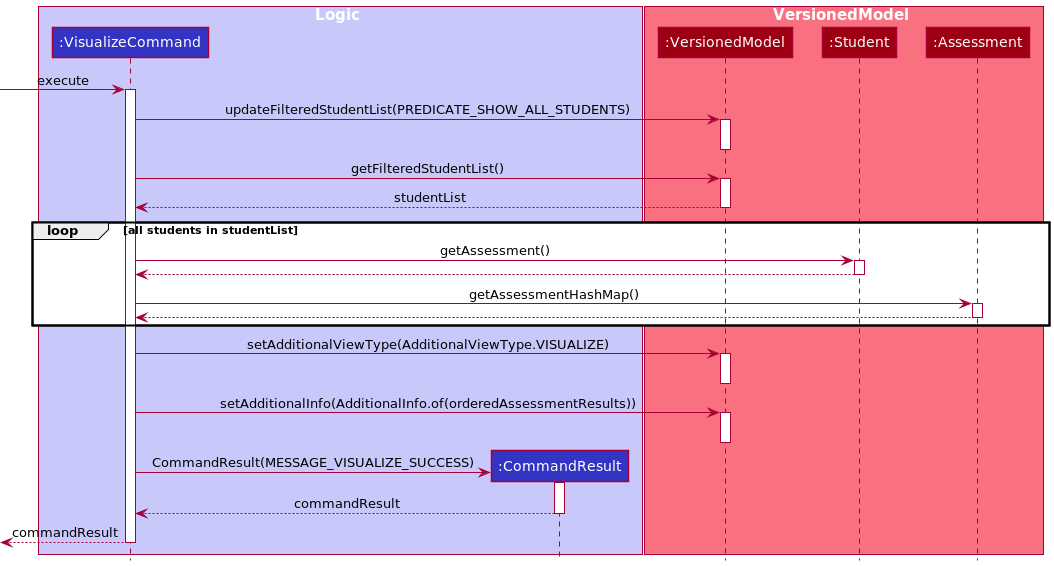 Logic
VersionedModel
:VisualizeCommand
:VersionedModel
:Student
:Assessment
execute
updateFilteredStudentList(PREDICATE_SHOW_ALL_STUDENTS)
getFilteredStudentList()
studentList
loop
[all students in studentList]
getAssessment()
getAssessmentHashMap()
setAdditionalViewType(AdditionalViewType.VISUALIZE)
setAdditionalInfo(AdditionalInfo.of(orderedAssessmentResults))
CommandResult(MESSAGE_VISUALIZE_SUCCESS)
:CommandResult
commandResult
commandResult